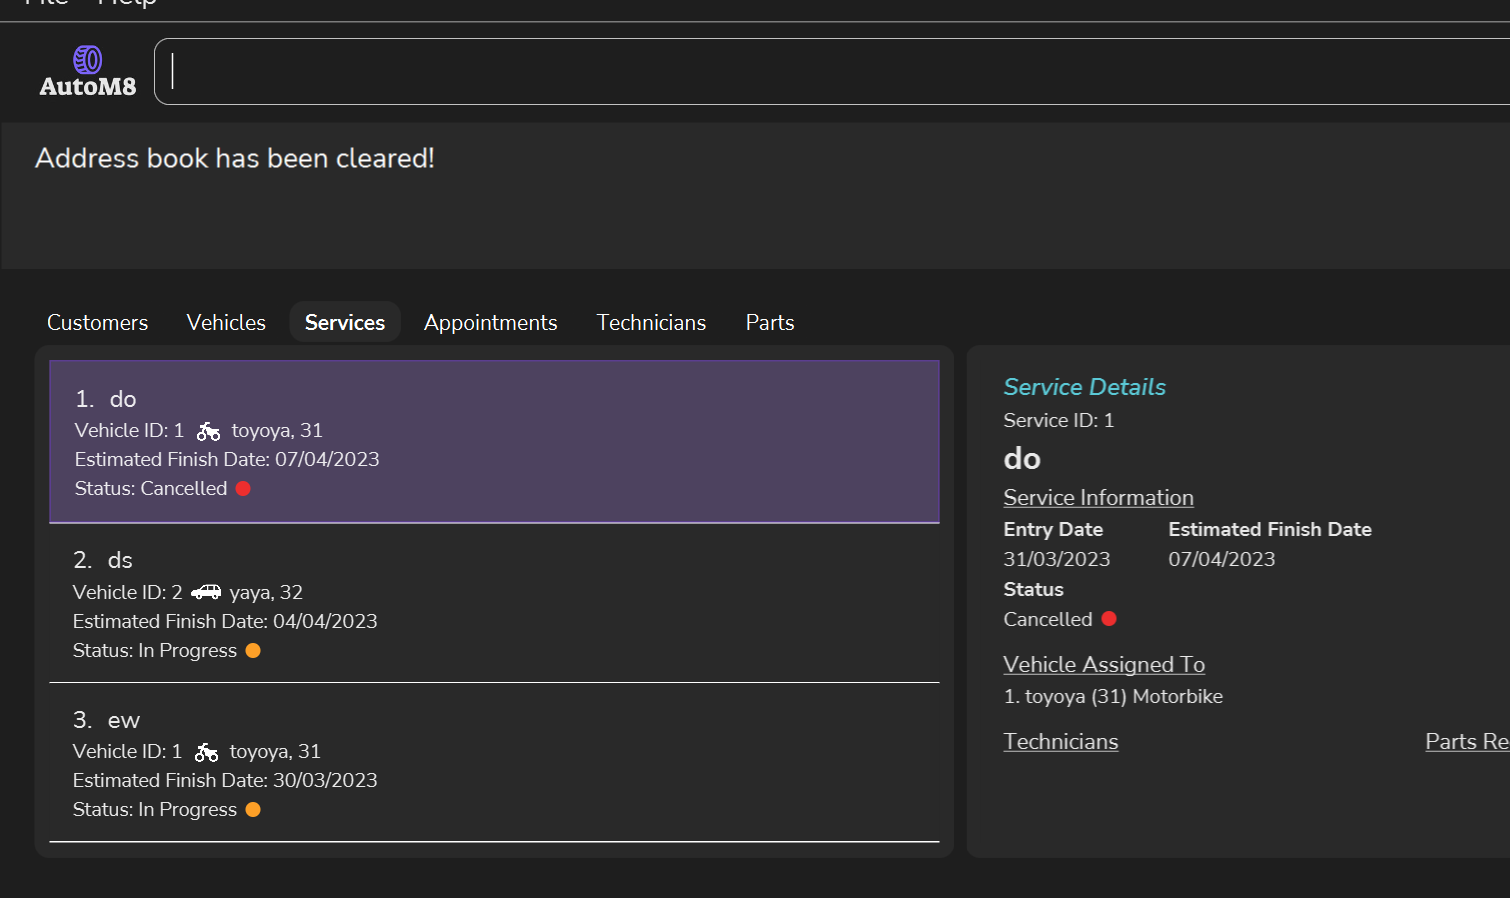 File Help
AutoM8
Address book has been cleared!
Customers Vehicles Services Appointments Technicians Parts
1. do
Vehicle ID: 1 toyoya, 31
Estimated Finish Date: 07/04/2023
Status: Cancelled
2. ds
Vehicle ID: 2 yaya, 32
Estimated Finish Date: 04/04/2023
Status: In Progress
3. ew
Vehicle ID: 1 toyoya, 31
Estimated Finish Date: 30/03/2023
Status: In Progress
Service Details
Service ID: 1
do
Service Information
Entry Date Estimated Finish Date
31/03/2023 07/04/2023
Status
Cancelled
Vehicle Assigned To
1. toyoya (31) Motorbike
Technicians Parts Re